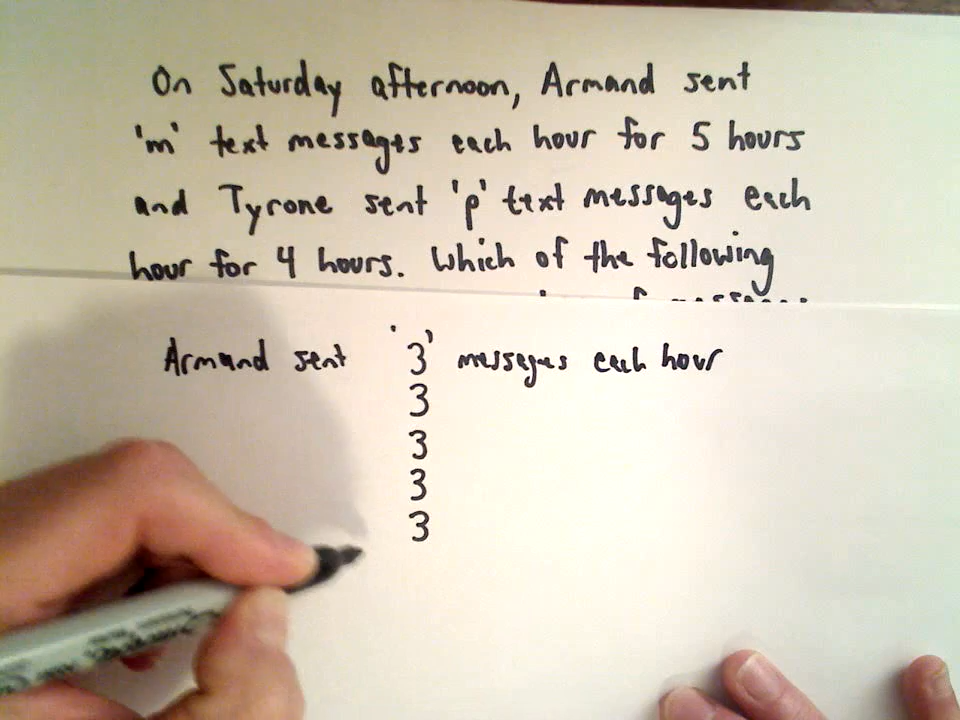 On Saturday afternoon, Armand sent
'm' text messages each hour for 5 hours
and Tyrone sent 'p' text messages each
hour for 4 hours. Which of the following
Armand sent '3' messages each hour
3
3
3
3